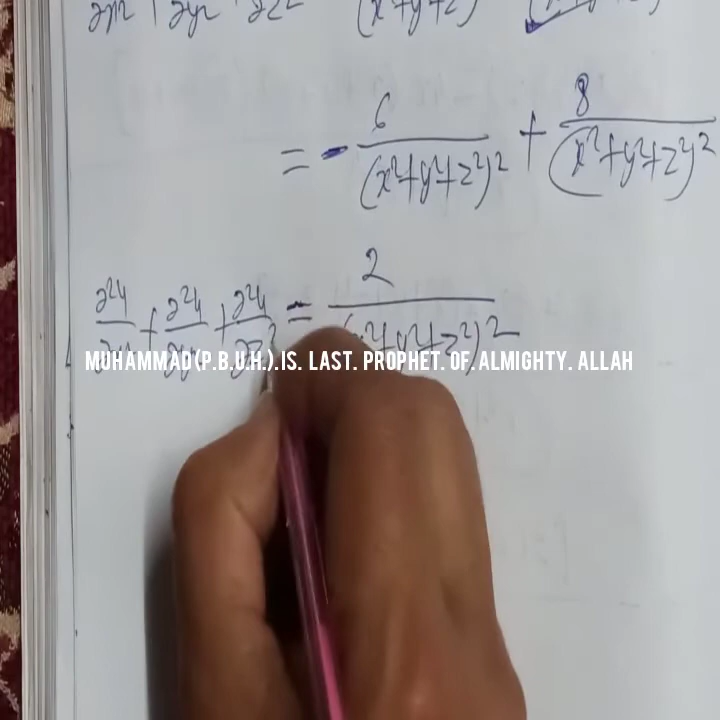 = - 6/(x²+y²+z²)² + 8/(x²+y²+z²)²
∂²u/∂x² + ∂²u/∂y² + ∂²u/∂z² = 2/(x²+y²+z²)²
MUHAMMAD(P.B.U.H.).IS. LAST. PROPHET. OF. ALMIGHTY. ALLAH